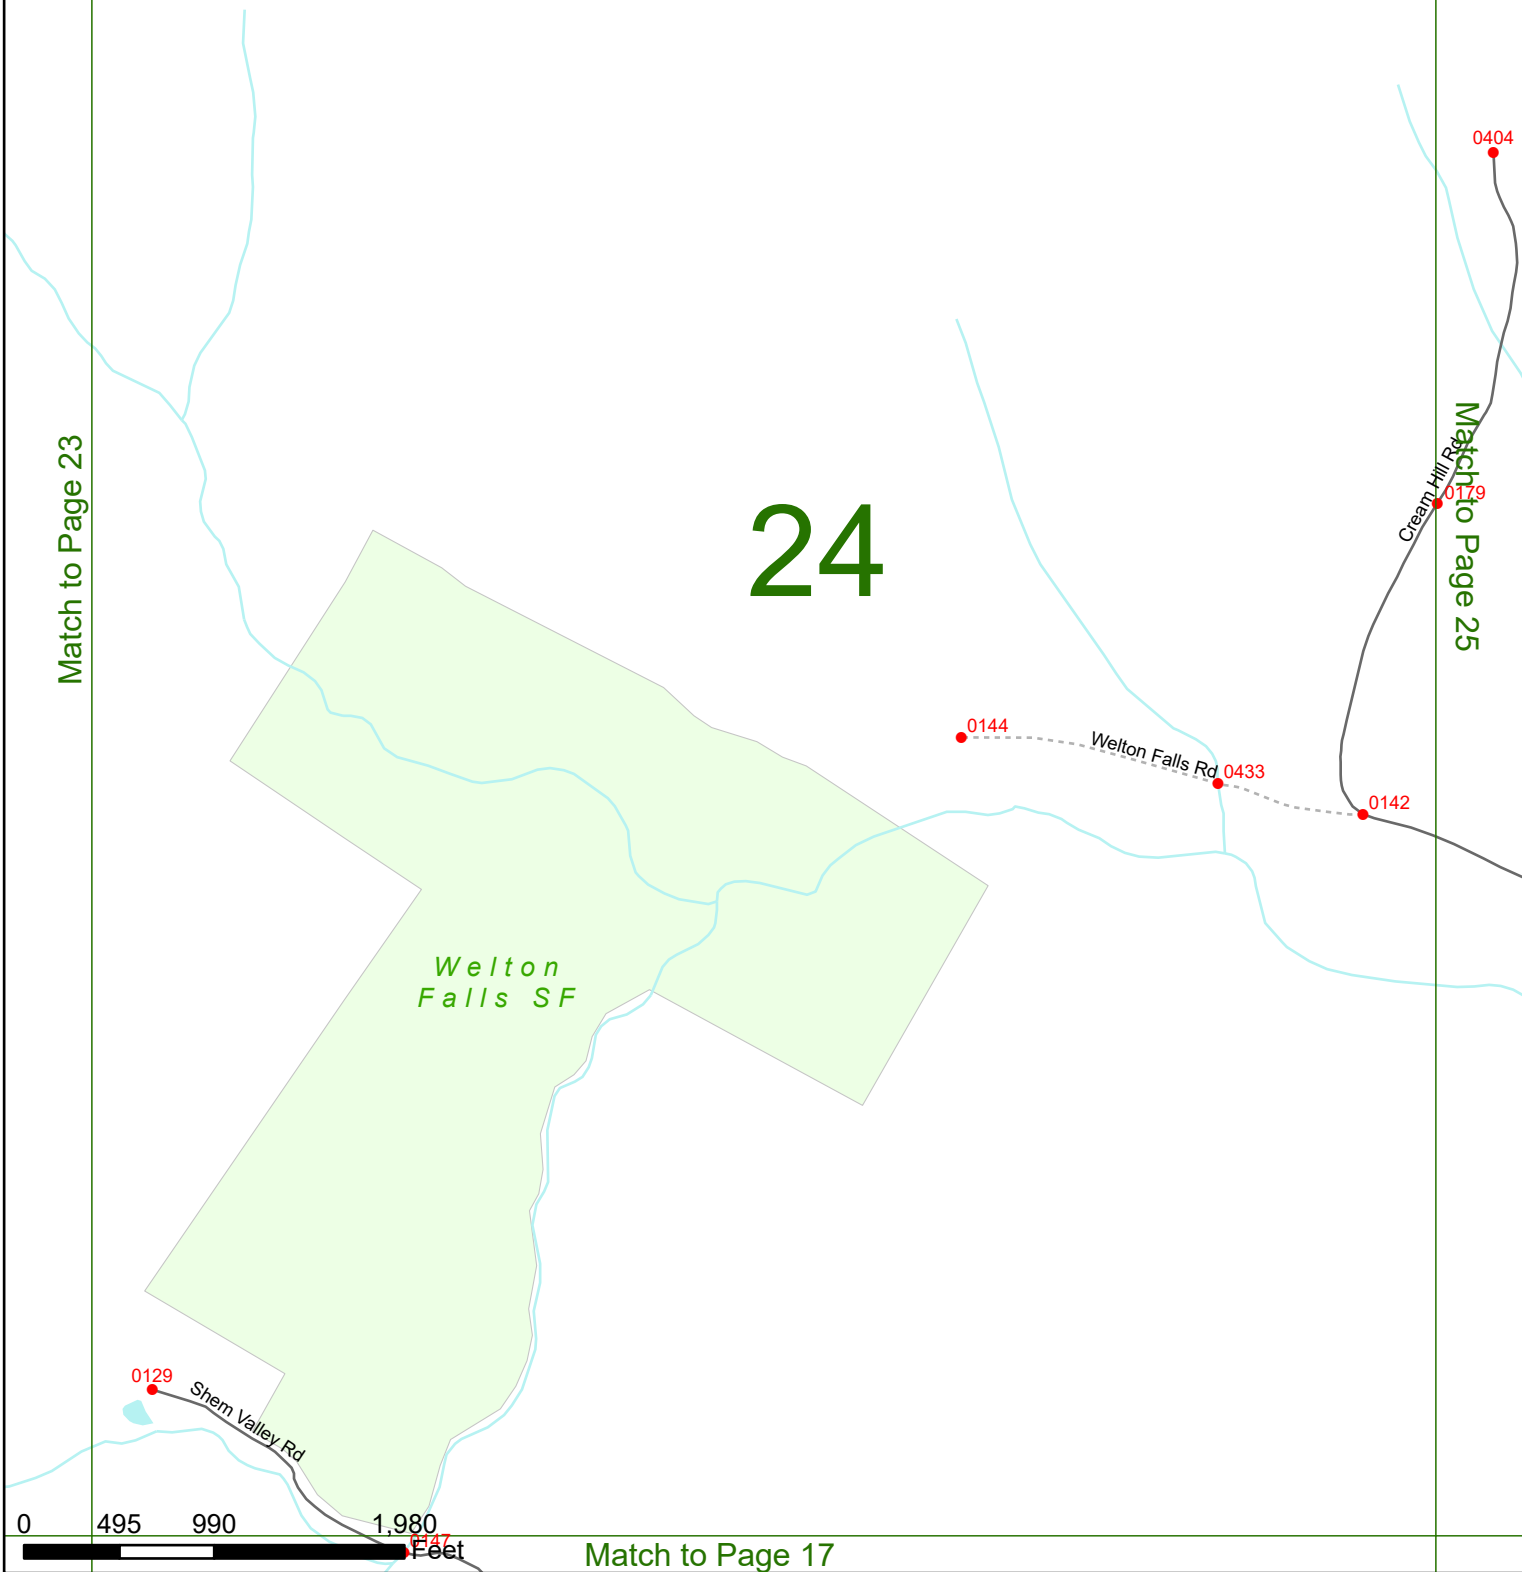 0404
Match to Page 23
24
Cream Hill Rd
0179
Match to Page 25
0144
Welton Falls Rd
0433
0142
Welton
Falls SF
0129
Shem Valley Rd
0 495 990 1,980
0147
Feet
Match to Page 17